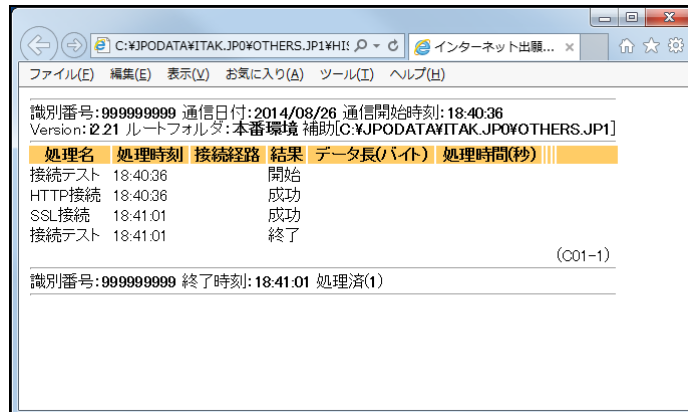 C:¥JPODATA¥ITAK.JP0¥OTHERS.JP1¥HIS
インターネット出願...
ファイル(F) 編集(E) 表示(V) お気に入り(A) ツール(T) ヘルプ(H)
識別番号:999999999 通信日付:2014/08/26 通信開始時刻:18:40:36
Version:i2.21 ルートフォルダ:本番環境 補助[C:¥JPODATA¥ITAK.JP0¥OTHERS.JP1]
処理名 処理時刻 接続経路 結果 データ長(バイト) 処理時間(秒)
接続テスト 18:40:36 開始
HTTP接続 18:40:36 成功
SSL接続 18:41:01 成功
接続テスト 18:41:01 終了
(C01-1)
識別番号:999999999 終了時刻:18:41:01 処理済(1)